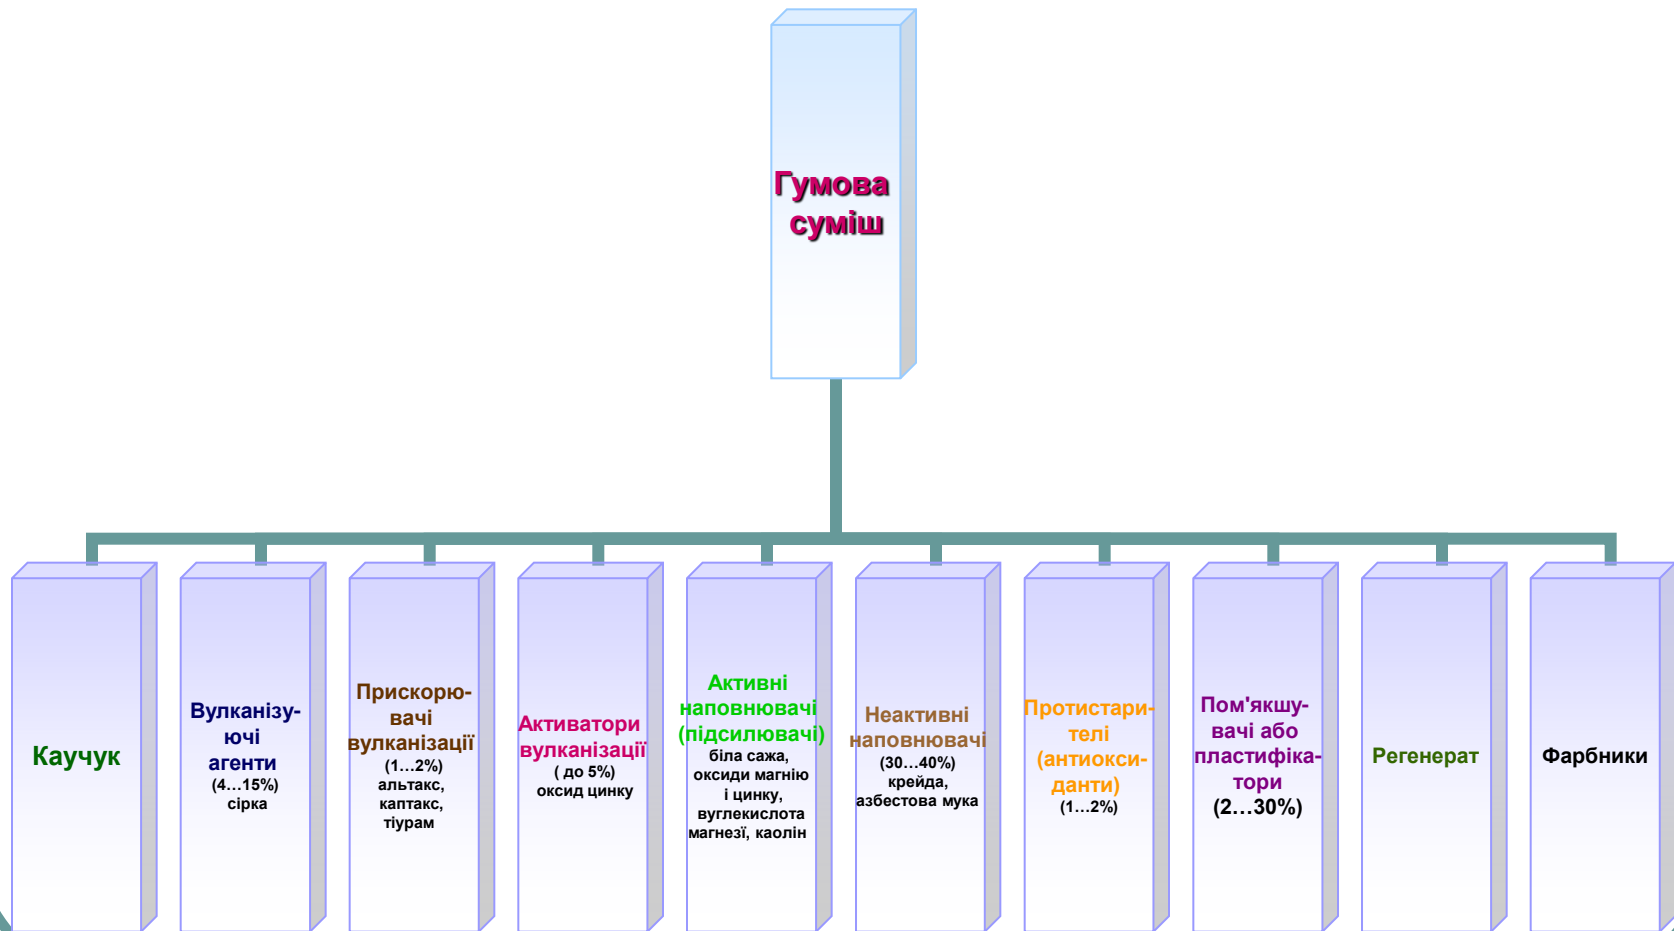 Гумова
суміш
Каучук
Вулканізу-
ючі
агенти
(4...15%)
сірка
Прискорю-
вачі
вулканізації
(1...2%)
альтакс,
каптакс,
тіурам
Активатори
вулканізації
( до 5%)
оксид цинку
Активні
наповнювачі
(підсилювачі)
біла сажа,
оксиди магнію
і цинку,
вуглекислота
магнезї, каолін
Неактивні
наповнювачі
(30...40%)
крейда,
азбестова мука
Протистари-
телі
(антиокси-
данти)
(1...2%)
Пом'якшу-
вачі або
пластифіка-
тори
(2...30%)
Регенерат
Фарбники